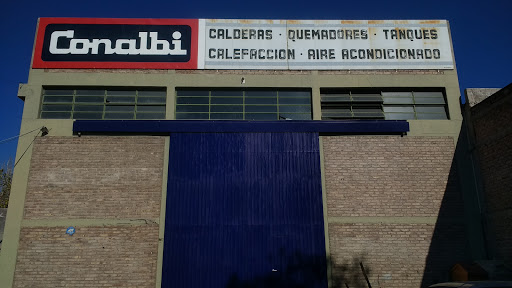 Conalbi
CALDERAS · QUEMADORES · TANQUES
CALEFACCION · AIRE ACONDICIONADO